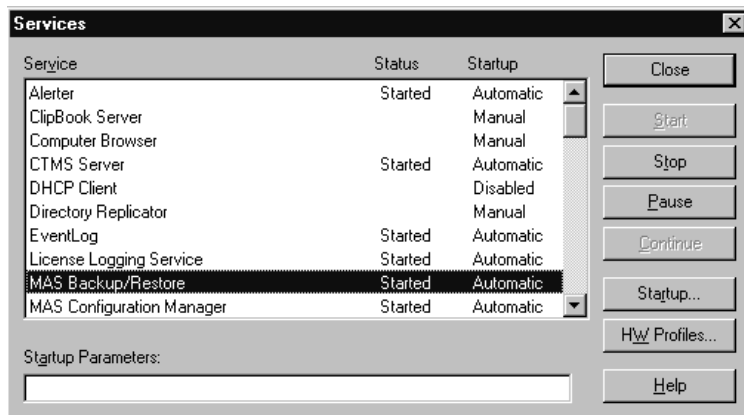 Services
Service Status Startup
Alerter Started Automatic
ClipBook Server Manual
Computer Browser Manual
CTMS Server Started Automatic
DHCP Client Disabled
Directory Replicator Manual
EventLog Started Automatic
License Logging Service Started Automatic
MAS Backup/Restore Started Automatic
MAS Configuration Manager Started Automatic
Startup Parameters:
Close
Start
Stop
Pause
Continue
Startup...
HW Profiles...
Help